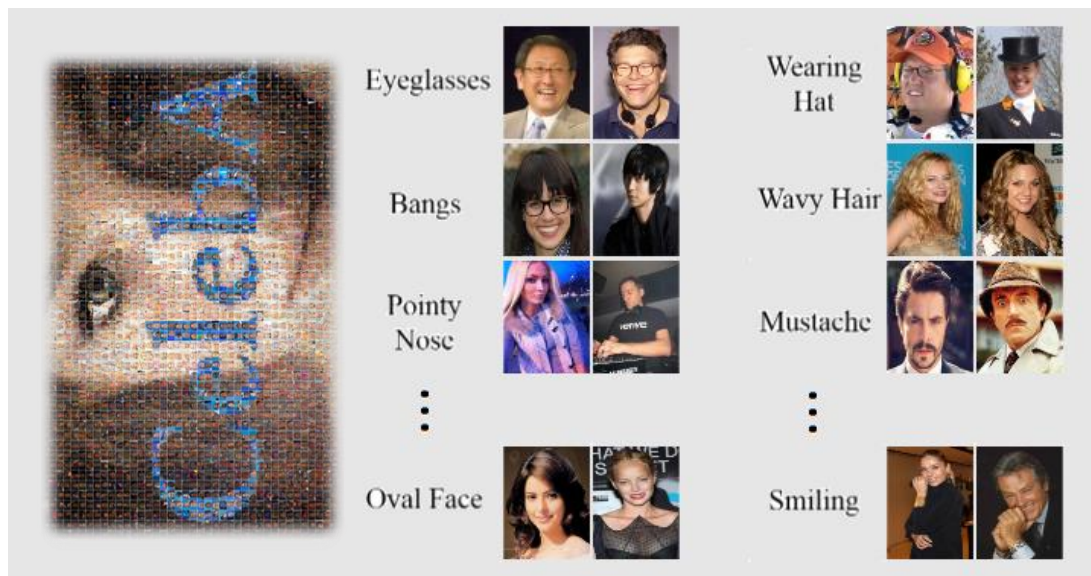 CelebA
Eyeglasses
Bangs
Pointy
Nose
Oval Face
Wearing
Hat
Wavy Hair
Mustache
Smiling